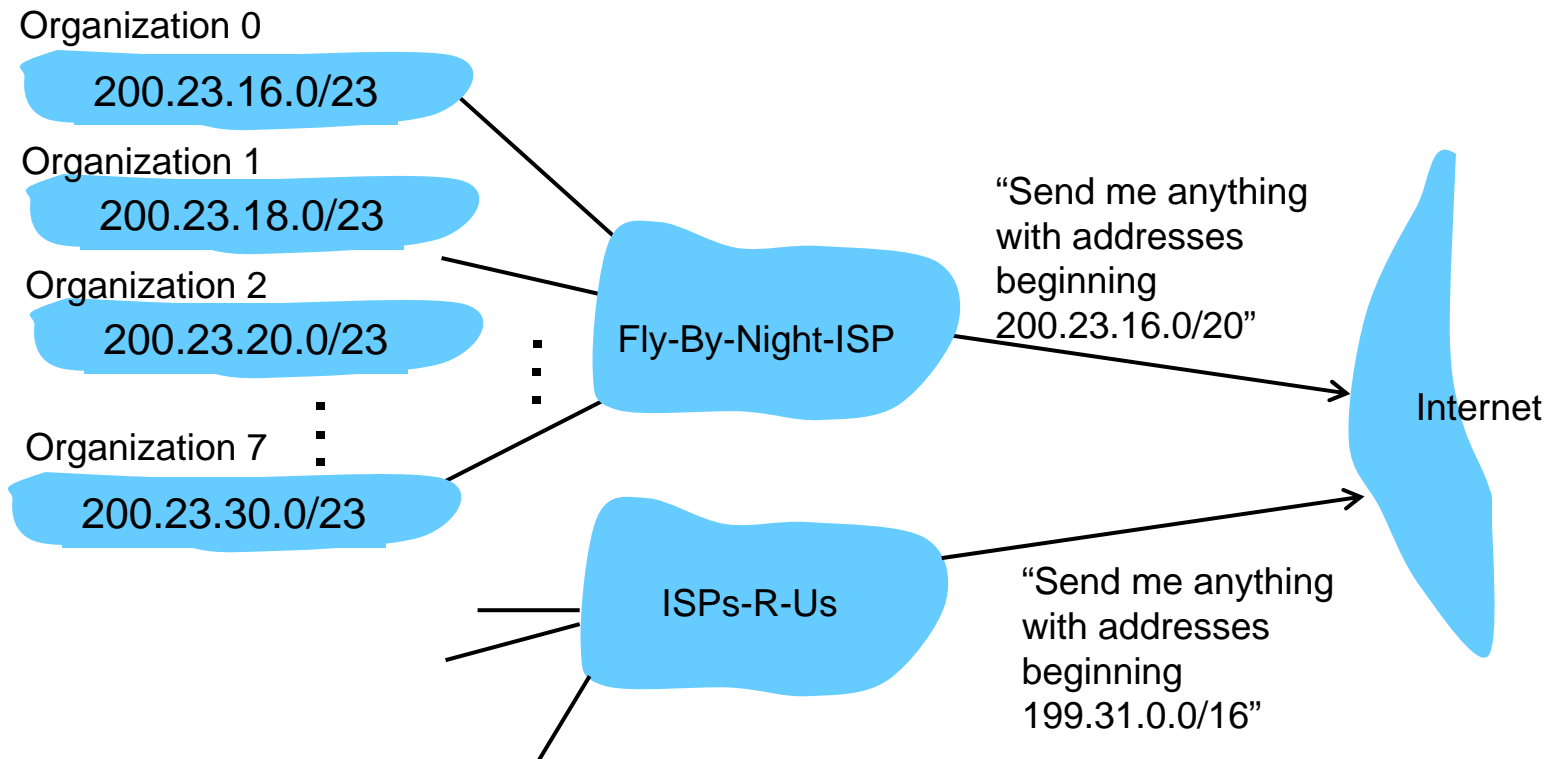 Organization 0
200.23.16.0/23
Organization 1
200.23.18.0/23
Organization 2
200.23.20.0/23
Organization 7
200.23.30.0/23
Fly-By-Night-ISP
“Send me anything
with addresses
beginning
200.23.16.0/20”
Internet
ISPs-R-Us
“Send me anything
with addresses
beginning
199.31.0.0/16”